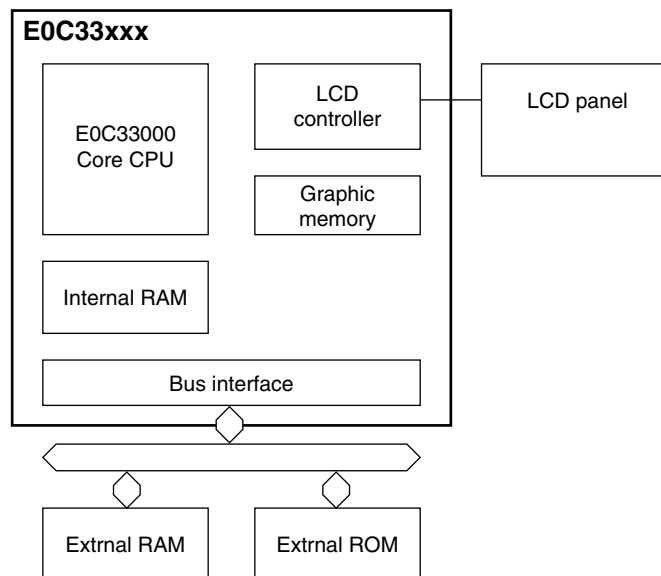 E0C33xxx
E0C33000
Core CPU
LCD
controller
LCD panel
Graphic
memory
Internal RAM
Bus interface
Extrnal RAM
Extrnal ROM